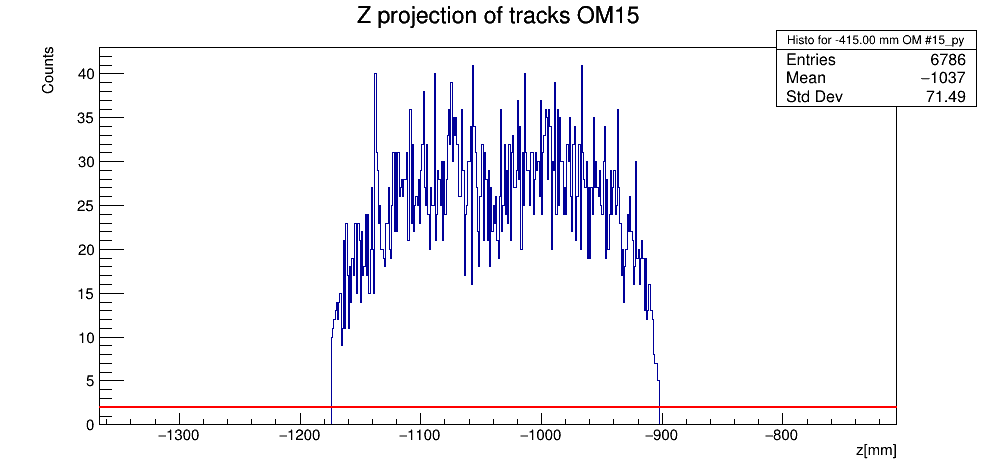 Z projection of tracks OM15
Histo for -415.00 mm OM #15_py
Entries 6786
Mean −1037
Std Dev 71.49
Counts
40
35
30
25
20
15
10
5
0
−1300 −1200 −1100 −1000 −900 −800
z[mm]